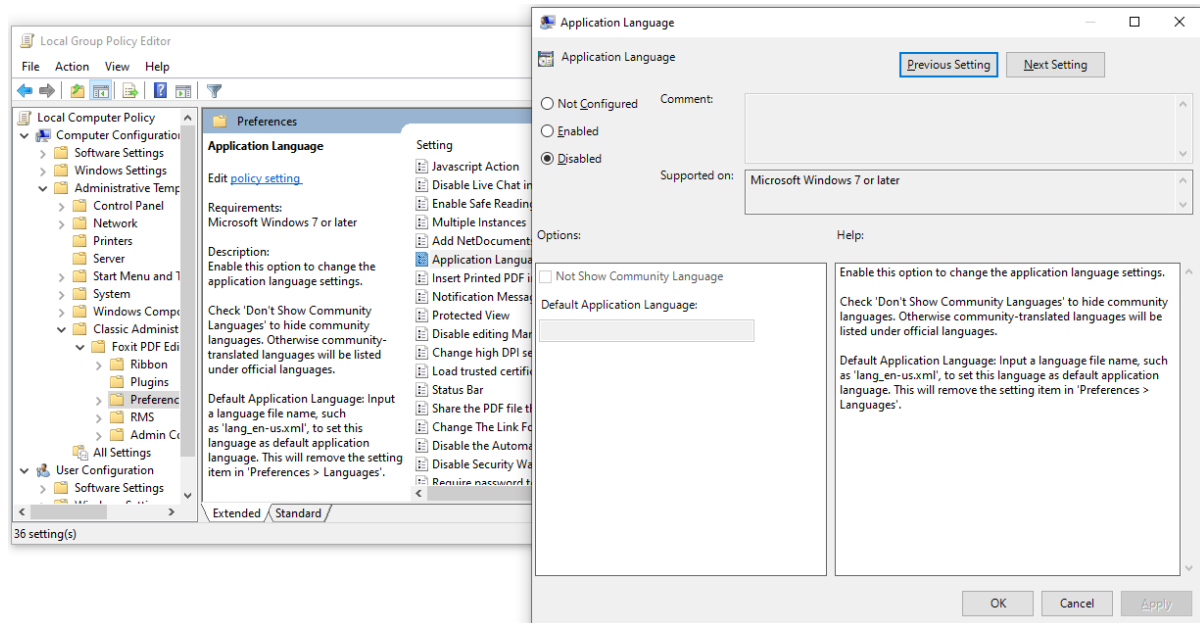 Local Group Policy Editor
File Action View Help
Local Computer Policy
Computer Configuration
Software Settings
Windows Settings
Administrative Temp
Control Panel
Network
Printers
Server
Start Menu and T
System
Windows Compo
Classic Administ
Foxit PDF Edi
Ribbon
Plugins
Preferenc
RMS
Admin Co
All Settings
User Configuration
Software Settings
Preferences
Application Language
Edit policy setting
Requirements:
Microsoft Windows 7 or later
Description:
Enable this option to change the
application language settings.
Check 'Don't Show Community
Languages' to hide community
languages. Otherwise community-
translated languages will be listed
under official languages.
Default Application Language: Input
a language file name, such
as 'lang_en-us.xml', to set this
language as default application
language. This will remove the setting
item in 'Preferences > Languages'.
Setting
Javascript Action
Disable Live Chat in
Enable Safe Reading
Multiple Instances
Add NetDocument
Application Langua
Insert Printed PDF i
Notification Messag
Protected View
Disable editing Mar
Change high DPI se
Load trusted certifi
Status Bar
Share the PDF file th
Change The Link Fo
Disable the Automa
Disable Security Wa
Require password t
Extended Standard
36 setting(s)
Application Language
Application Language
Previous Setting Next Setting
Not Configured
Enabled
Disabled
Comment:
Supported on:
Microsoft Windows 7 or later
Options:
Help:
Not Show Community Language
Default Application Language:
Enable this option to change the application language settings.
Check 'Don't Show Community Languages' to hide community
languages. Otherwise community-translated languages will be
listed under official languages.
Default Application Language: Input a language file name, such
as 'lang_en-us.xml', to set this language as default application
language. This will remove the setting item in 'Preferences >
Languages'.
OK Cancel Apply